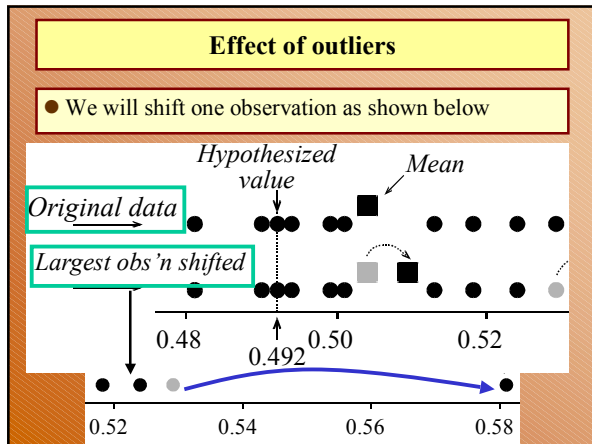 Effect of outliers
We will shift one observation as shown below
Hypothesized
value
Mean
Original data
Largest obs'n shifted
0.48 0.50 0.52
0.492
0.52 0.54 0.56 0.58